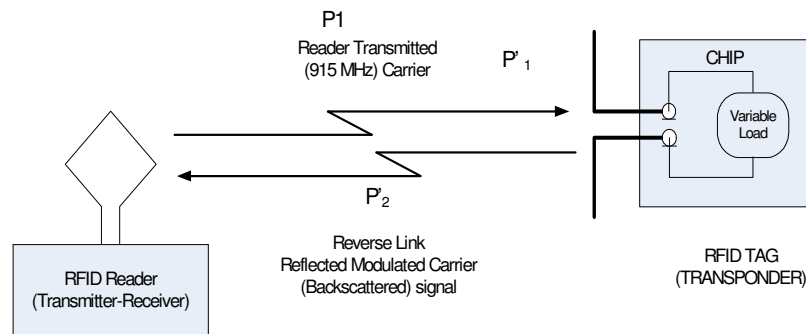 P1
Reader Transmitted
(915 MHz) Carrier
P'₁
CHIP
Variable
Load
P'₂
Reverse Link
Reflected Modulated Carrier
(Backscattered) signal
RFID Reader
(Transmitter-Receiver)
RFID TAG
(TRANSPONDER)